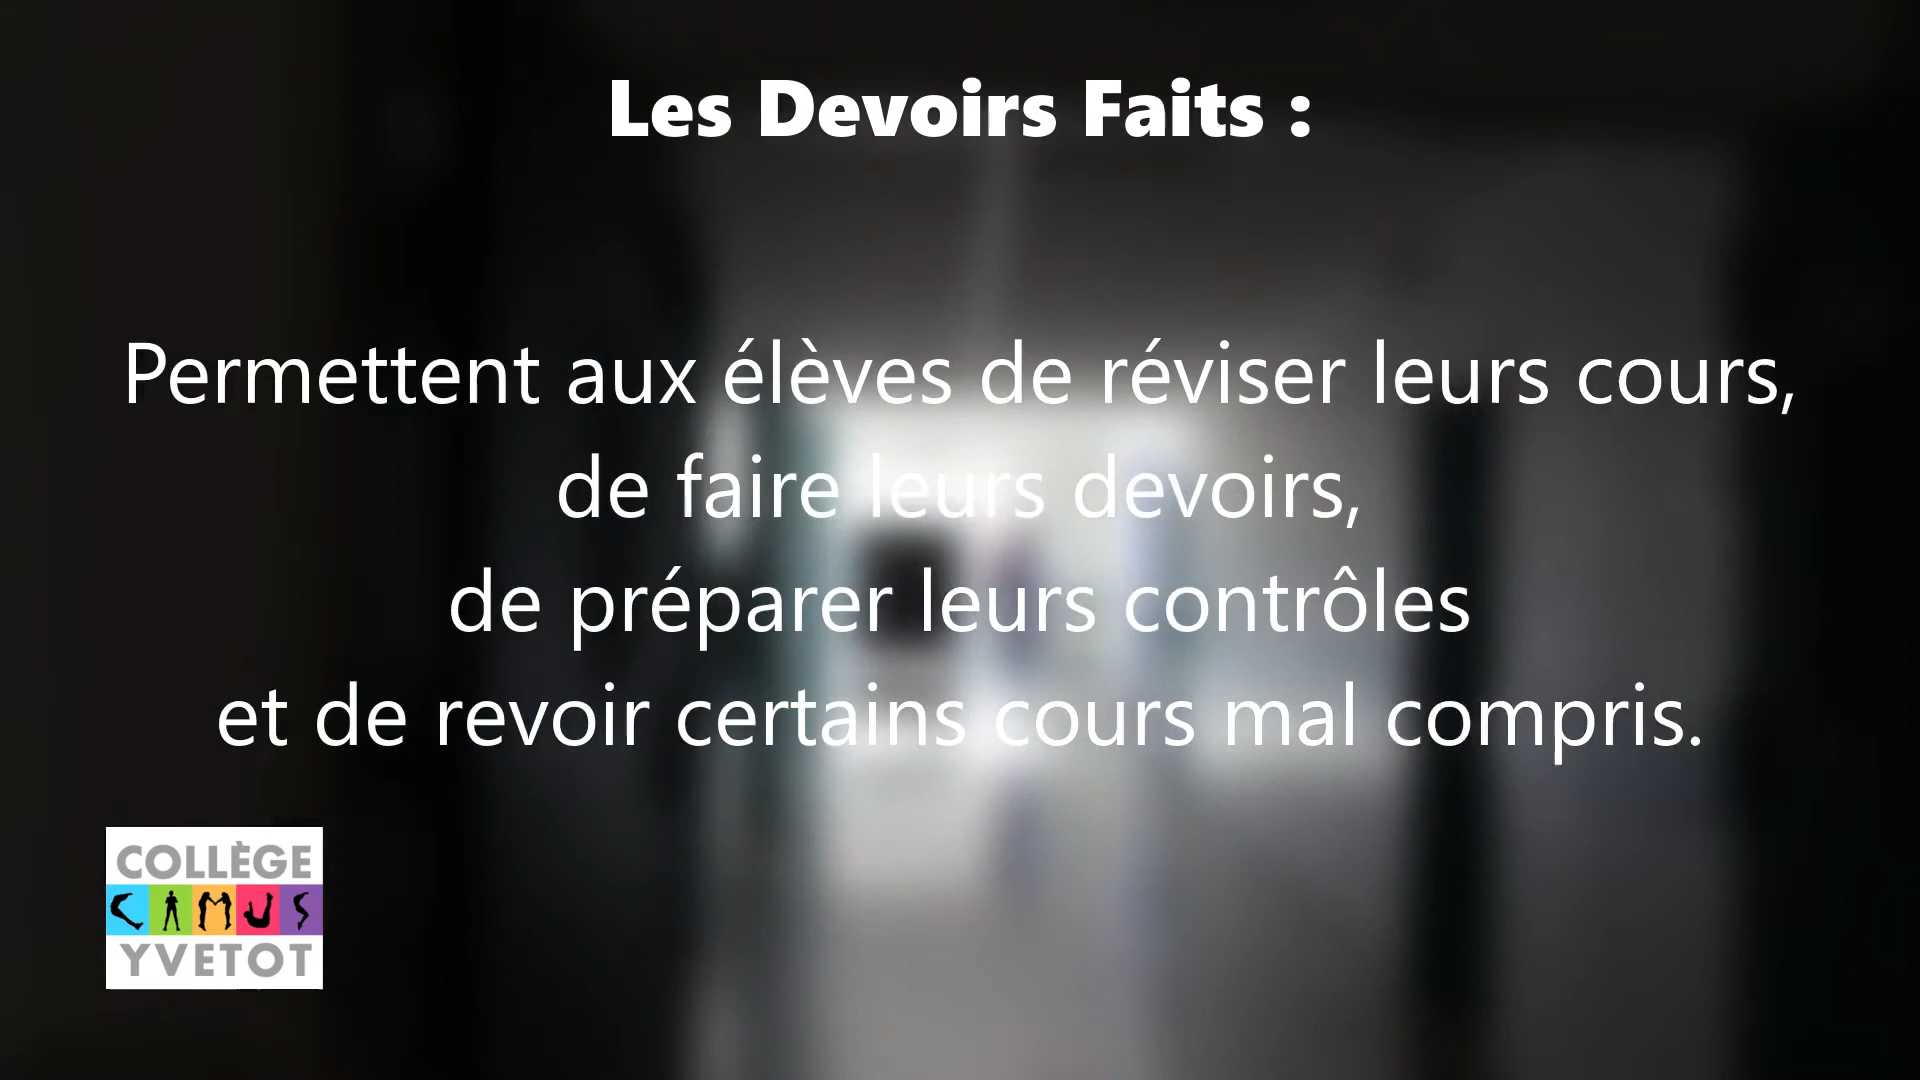 Les Devoirs Faits :
Permettent aux élèves de réviser leurs cours,
de faire leurs devoirs,
de préparer leurs contrôles
et de revoir certains cours mal compris.
COLLÈGE
CAMUS
YVETOT